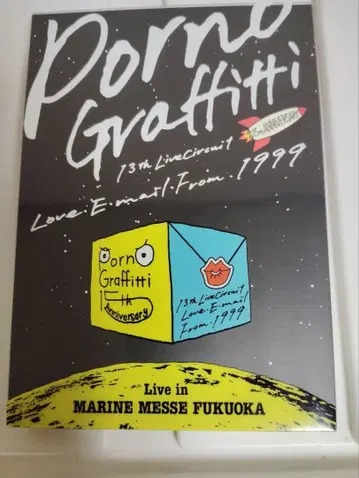 Porno
Graffitti
13th LiveCircuit
15th ANNIVERSARY
Love・E-mail・From・1999
Porno
Graffitti
15th
Anniversary
13th LiveCircuit
Love・E-mail・
From・1999
Live in
MARINE MESSE FUKUOKA